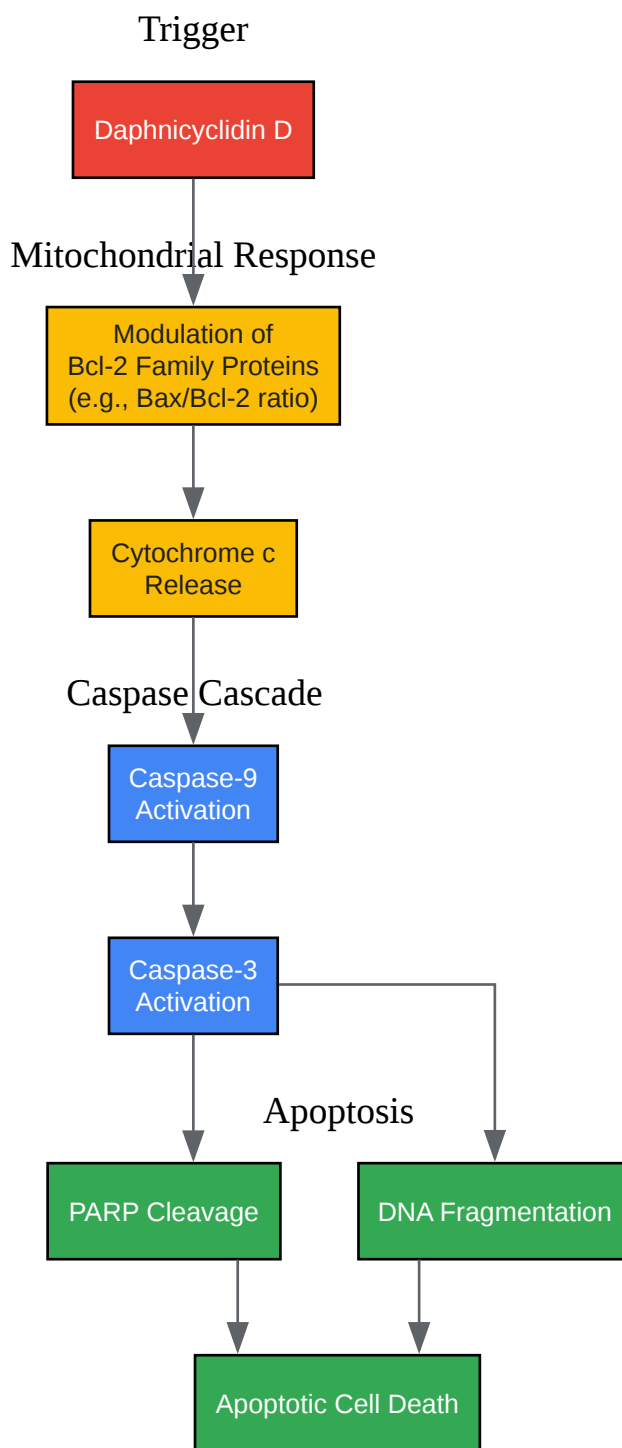 Trigger
Daphnicyclidin D
Mitochondrial Response
Modulation of
Bcl-2 Family Proteins
(e.g., Bax/Bcl-2 ratio)
Cytochrome c
Release
Caspase Cascade
Caspase-9
Activation
Caspase-3
Activation
Apoptosis
PARP Cleavage
DNA Fragmentation
Apoptotic Cell Death